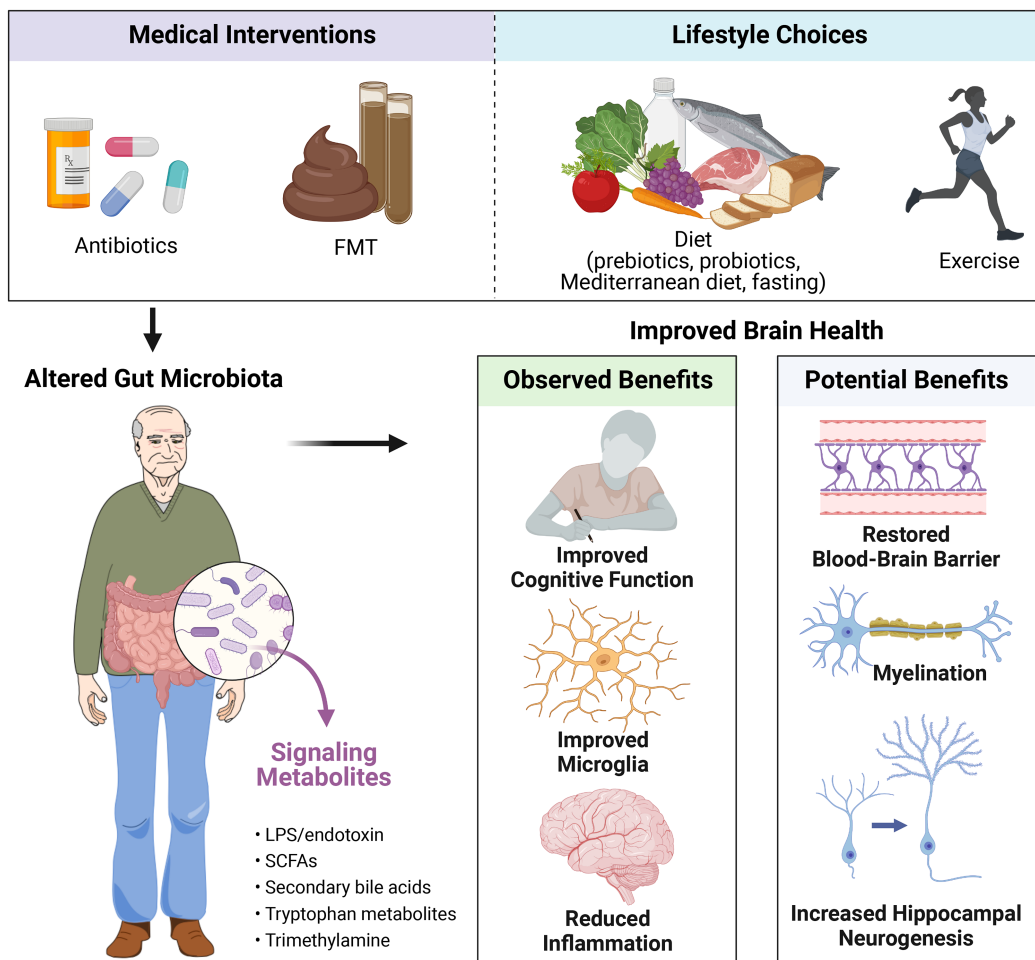 Medical Interventions
Lifestyle Choices
Rx
Antibiotics
FMT
Diet
(prebiotics, probiotics,
Mediterranean diet, fasting)
Exercise
Altered Gut Microbiota
Signaling
Metabolites
• LPS/endotoxin
• SCFAs
• Secondary bile acids
• Tryptophan metabolites
• Trimethylamine
Improved Brain Health
Observed Benefits
Improved
Cognitive Function
Improved
Microglia
Reduced
Inflammation
Potential Benefits
Restored
Blood-Brain Barrier
Myelination
Increased Hippocampal
Neurogenesis